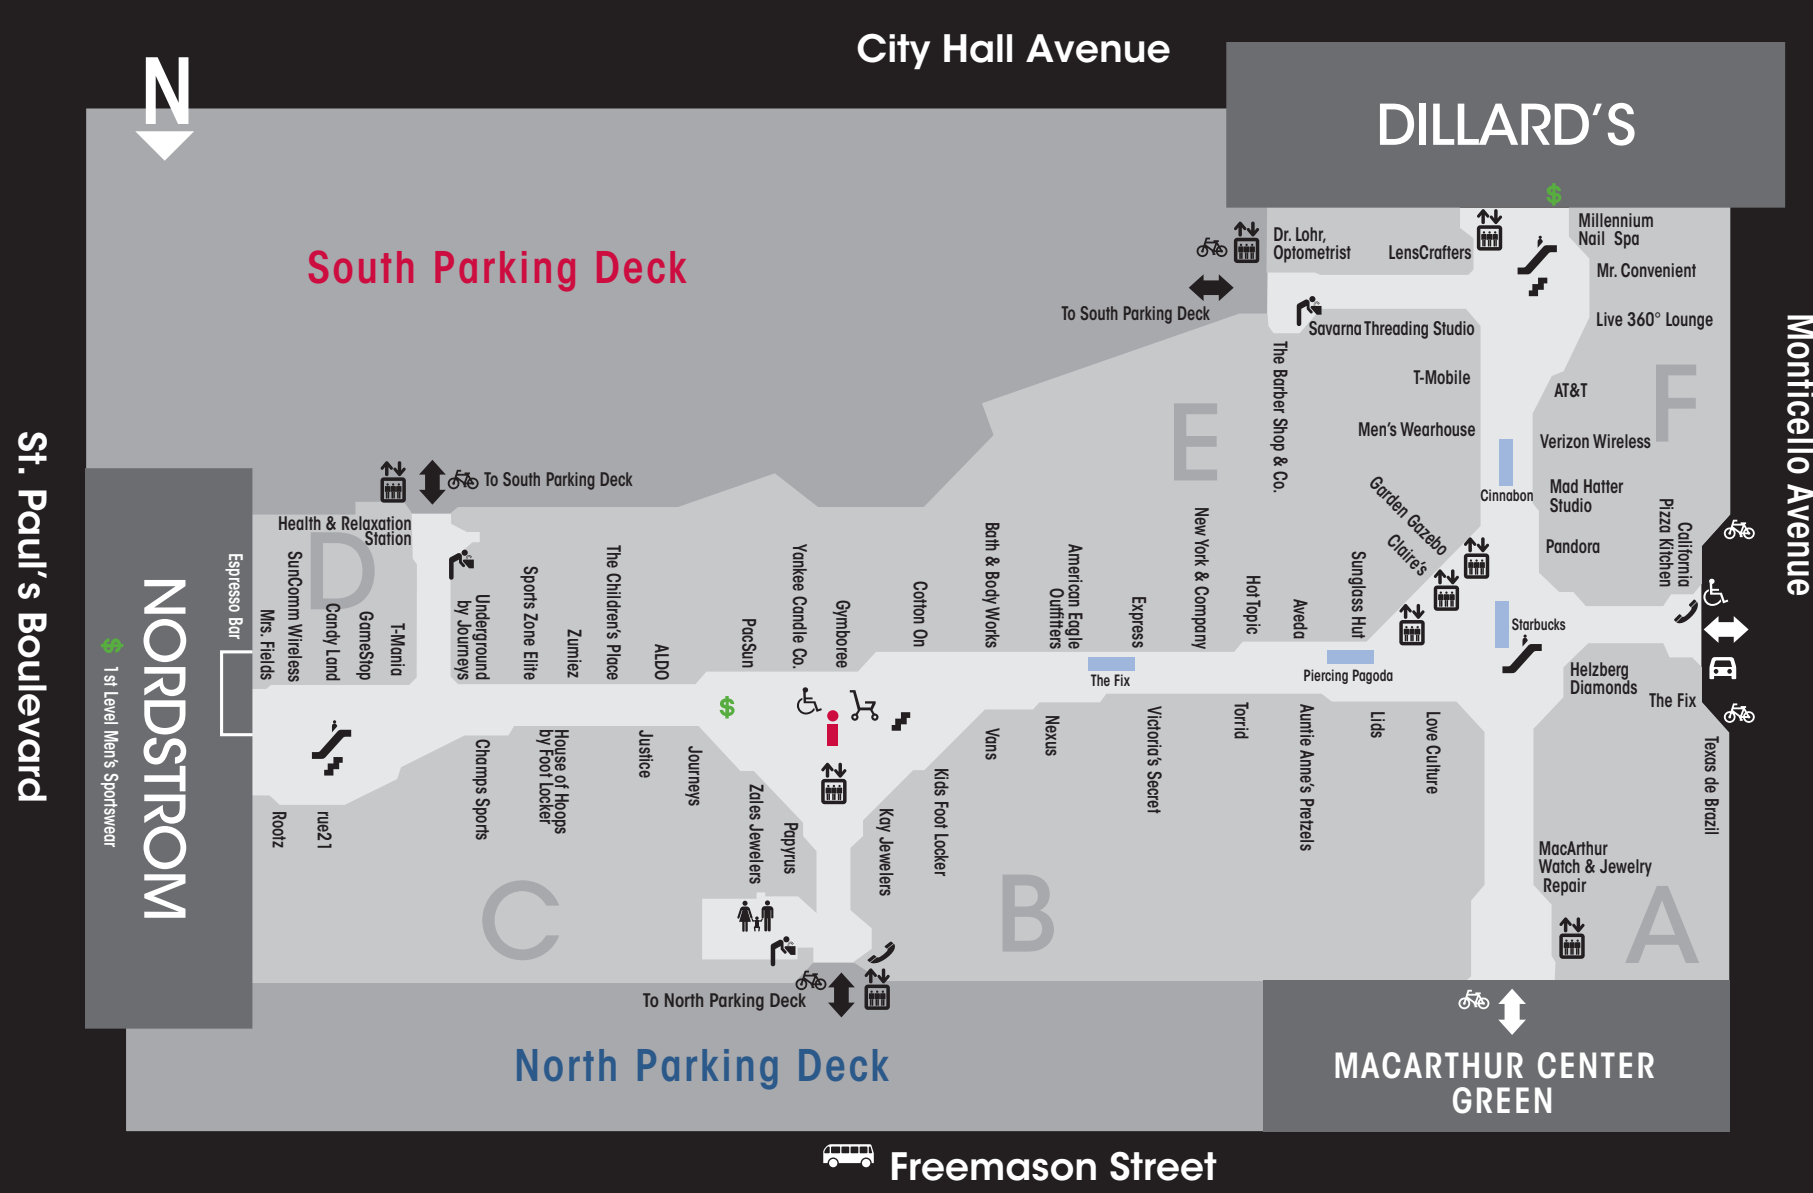 City Hall Avenue
N
DILLARD'S
$
South Parking Deck
Dr. Lohr,
Optometrist
LensCrafters
Millennium
Nail Spa
Mr. Convenient
To South Parking Deck
Savarna Threading Studio
Live 360° Lounge
The Barber Shop & Co.
T-Mobile
AT&T
F
E
Men's Wearhouse
Verizon Wireless
Cinnabon
Mad Hatter
Studio
Garden Gazebo
Claire's
Pandora
California
Pizza Kitchen
Monticello Avenue
St. Paul's Boulevard
To South Parking Deck
Health & Relaxation
Station
D
Espresso Bar
Mrs. Fields
SunComm Wireless
Candy Land
GameStop
T-Mania
Underground
by Journeys
Sports Zone Elite
Zumiez
The Children's Place
ALDO
PacSun
Yankee Candle Co.
Gymboree
Cotton On
Bath & Body Works
American Eagle
Outfitters
Express
New York & Company
Hot Topic
Aveda
Sunglass Hut
Starbucks
The Fix
Piercing Pagoda
Helzberg
Diamonds
The Fix
Texas de Brazil
NORDSTROM
$ 1st Level Men's Sportswear
$
Rootz
rue21
Champs Sports
House of Hoops
by Foot Locker
Justice
Journeys
Zales Jewelers
Papyrus
Kay Jewelers
Kids Foot Locker
Vans
Nexus
Victoria's Secret
Torrid
Auntie Anne's Pretzels
Lids
Love Culture
MacArthur
Watch & Jewelry
Repair
C
B
A
To North Parking Deck
North Parking Deck
MACARTHUR CENTER
GREEN
Freemason Street